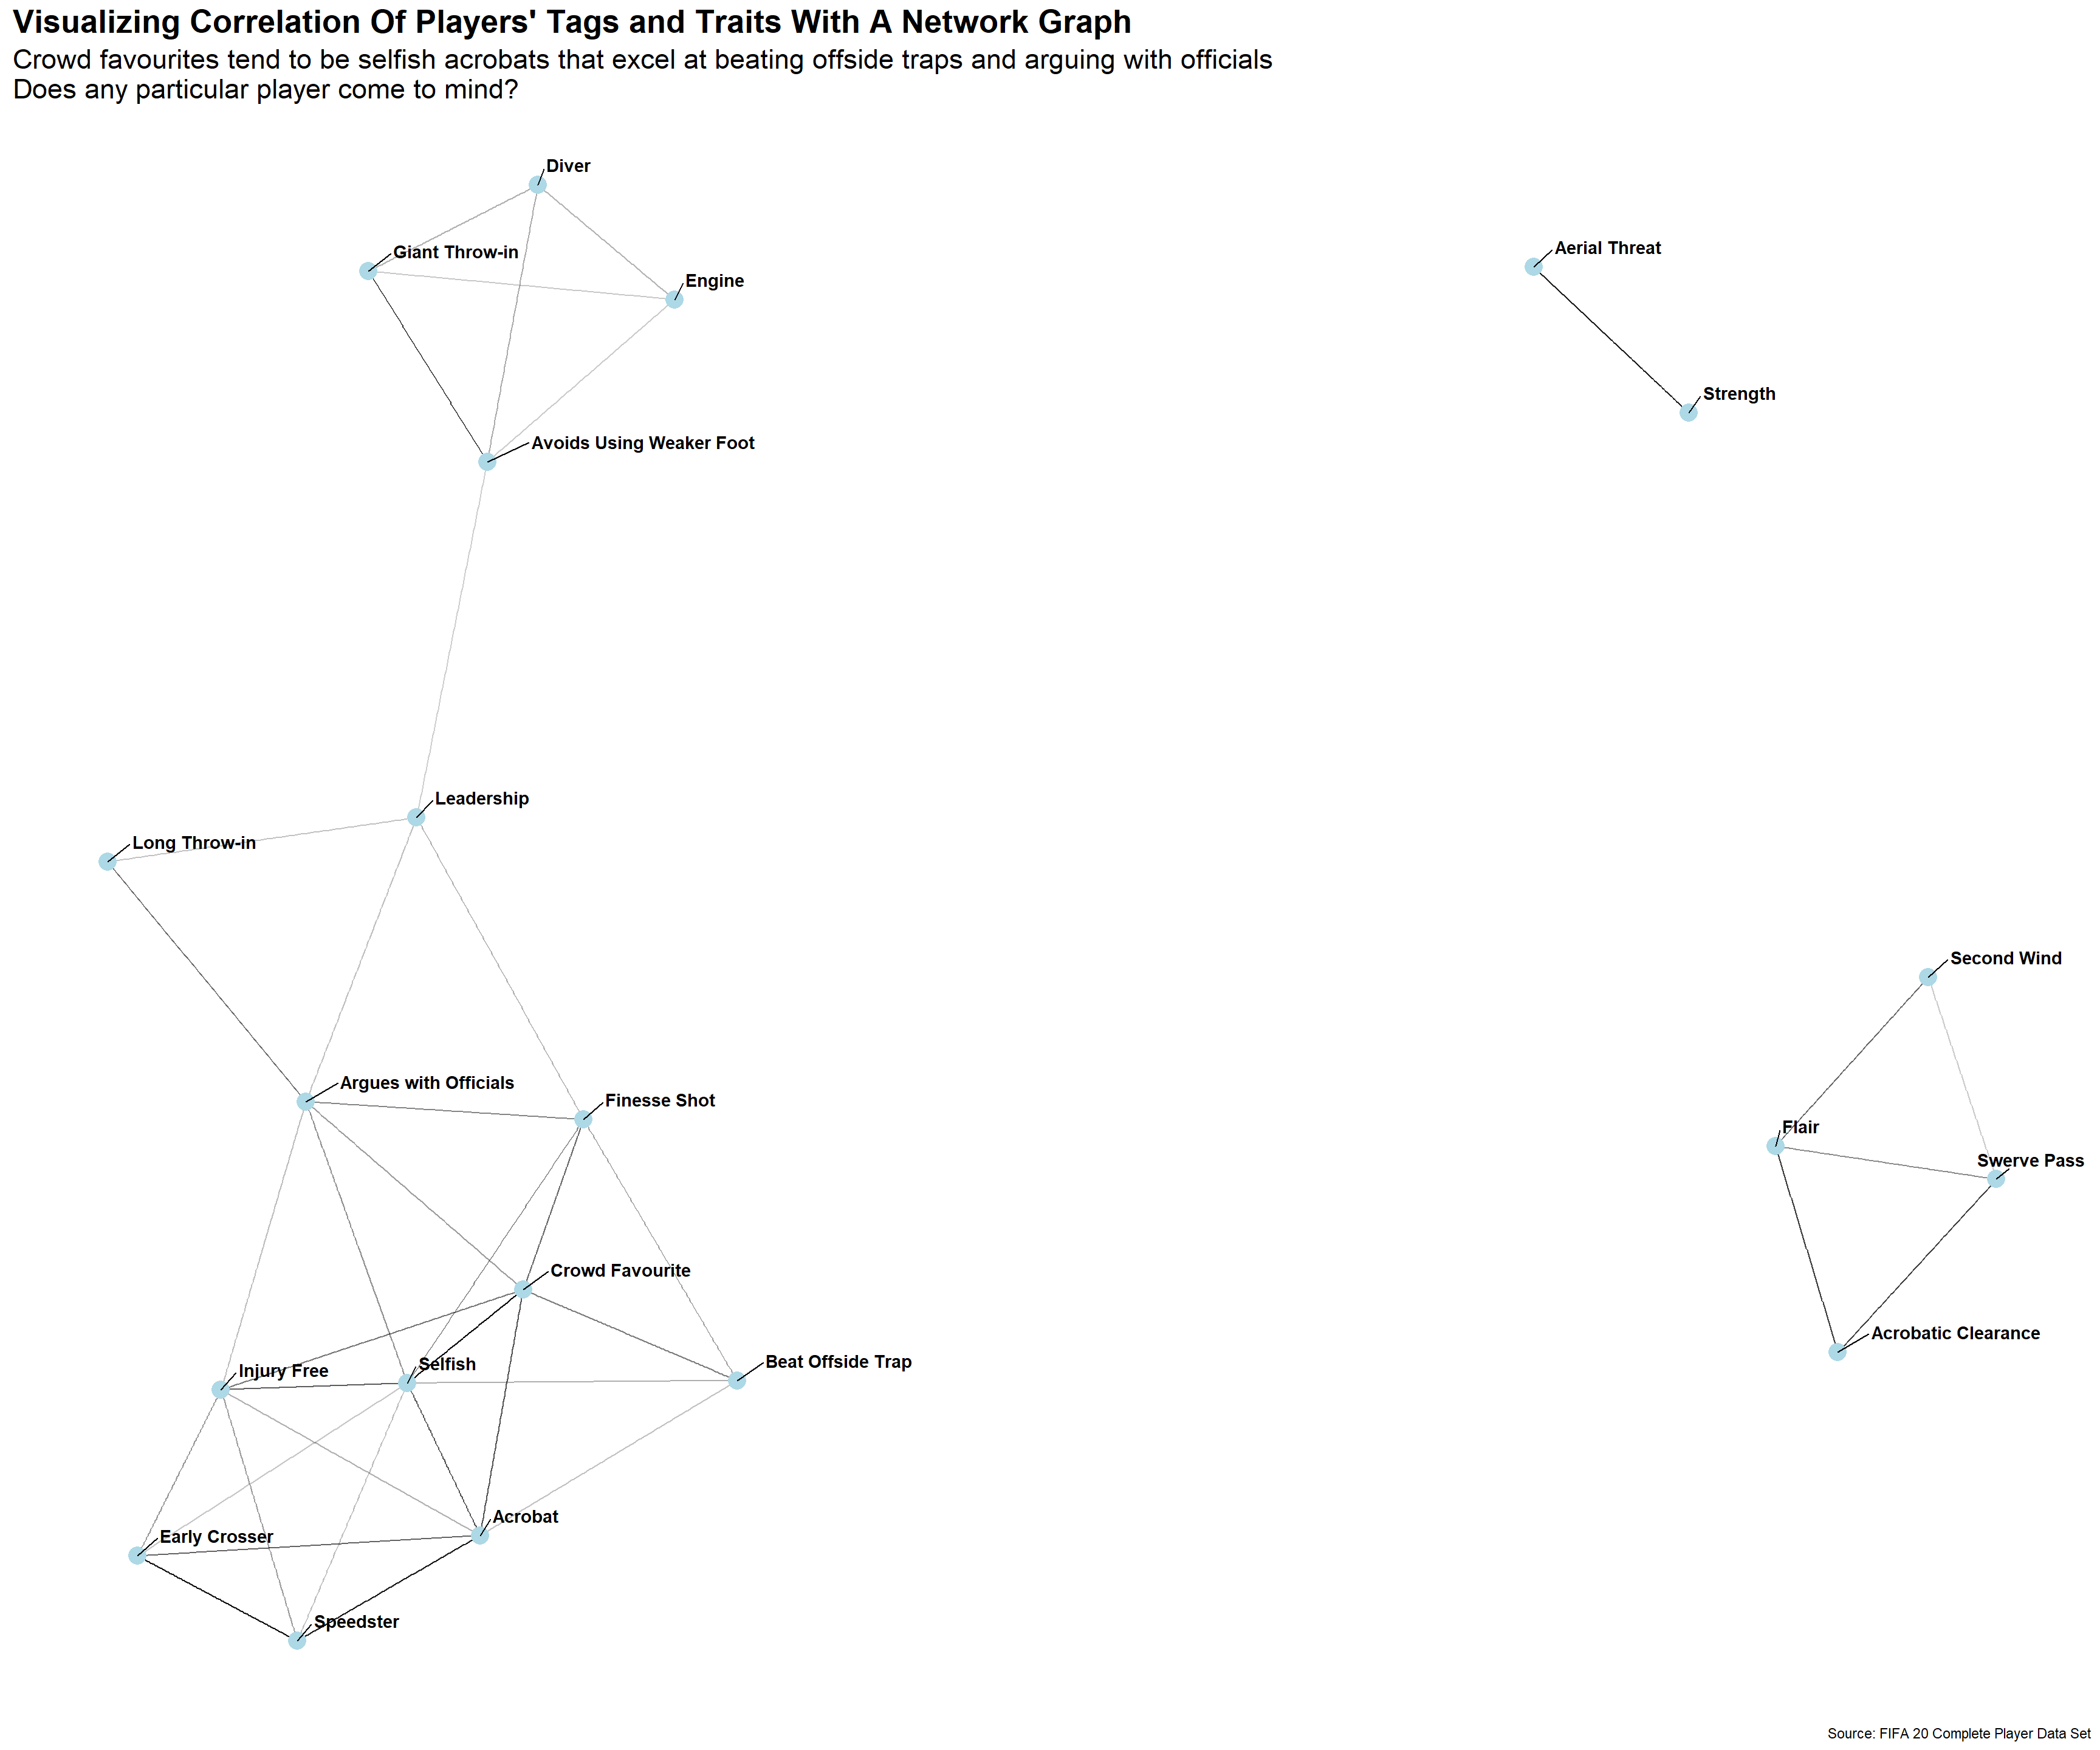 Visualizing Correlation Of Players' Tags and Traits With A Network Graph
Crowd favourites tend to be selfish acrobats that excel at beating offside traps and arguing with officials
Does any particular player come to mind?
Diver
Giant Throw-in
Engine
Avoids Using Weaker Foot
Aerial Threat
Strength
Leadership
Long Throw-in
Argues with Officials
Finesse Shot
Crowd Favourite
Injury Free
Selfish
Beat Offside Trap
Early Crosser
Acrobat
Speedster
Second Wind
Flair
Swerve Pass
Acrobatic Clearance
Source: FIFA 20 Complete Player Data Set